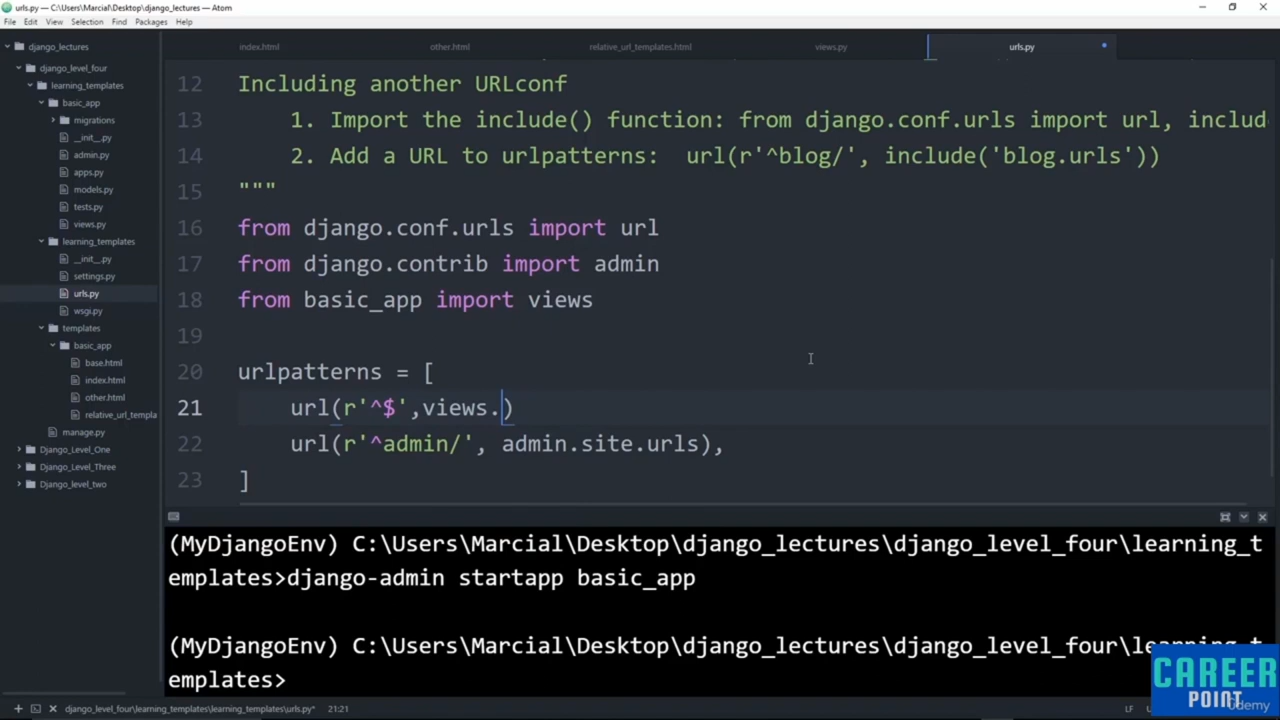 urls.py — C:\Users\Marcial\Desktop\django_lectures — Atom
File Edit View Selection Find Packages Help
django_lectures
django_level_four
learning_templates
basic_app
migrations
__init__.py
admin.py
apps.py
models.py
tests.py
views.py
learning_templates
__init__.py
settings.py
urls.py
wsgi.py
templates
basic_app
base.html
index.html
other.html
relative_url_templa
manage.py
Django_Level_One
Django_Level_Three
Django_level_two
index.html other.html relative_url_templates.html views.py urls.py
12 Including another URLconf
13 1. Import the include() function: from django.conf.urls import url, includ
14 2. Add a URL to urlpatterns: url(r'^blog/', include('blog.urls'))
15 """
16 from django.conf.urls import url
17 from django.contrib import admin
18 from basic_app import views
19
20 urlpatterns = [
21 url(r'^$',views.)
22 url(r'^admin/', admin.site.urls),
23 ]
(MyDjangoEnv) C:\Users\Marcial\Desktop\django_lectures\django_level_four\learning_t
emplates>django-admin startapp basic_app
(MyDjangoEnv) C:\Users\Marcial\Desktop\django_lectures\django_level_four\learning_t
emplates>
django_level_four\learning_templates\learning_templates\urls.py* 21:21 LF
CAREER
POINT
Udemy